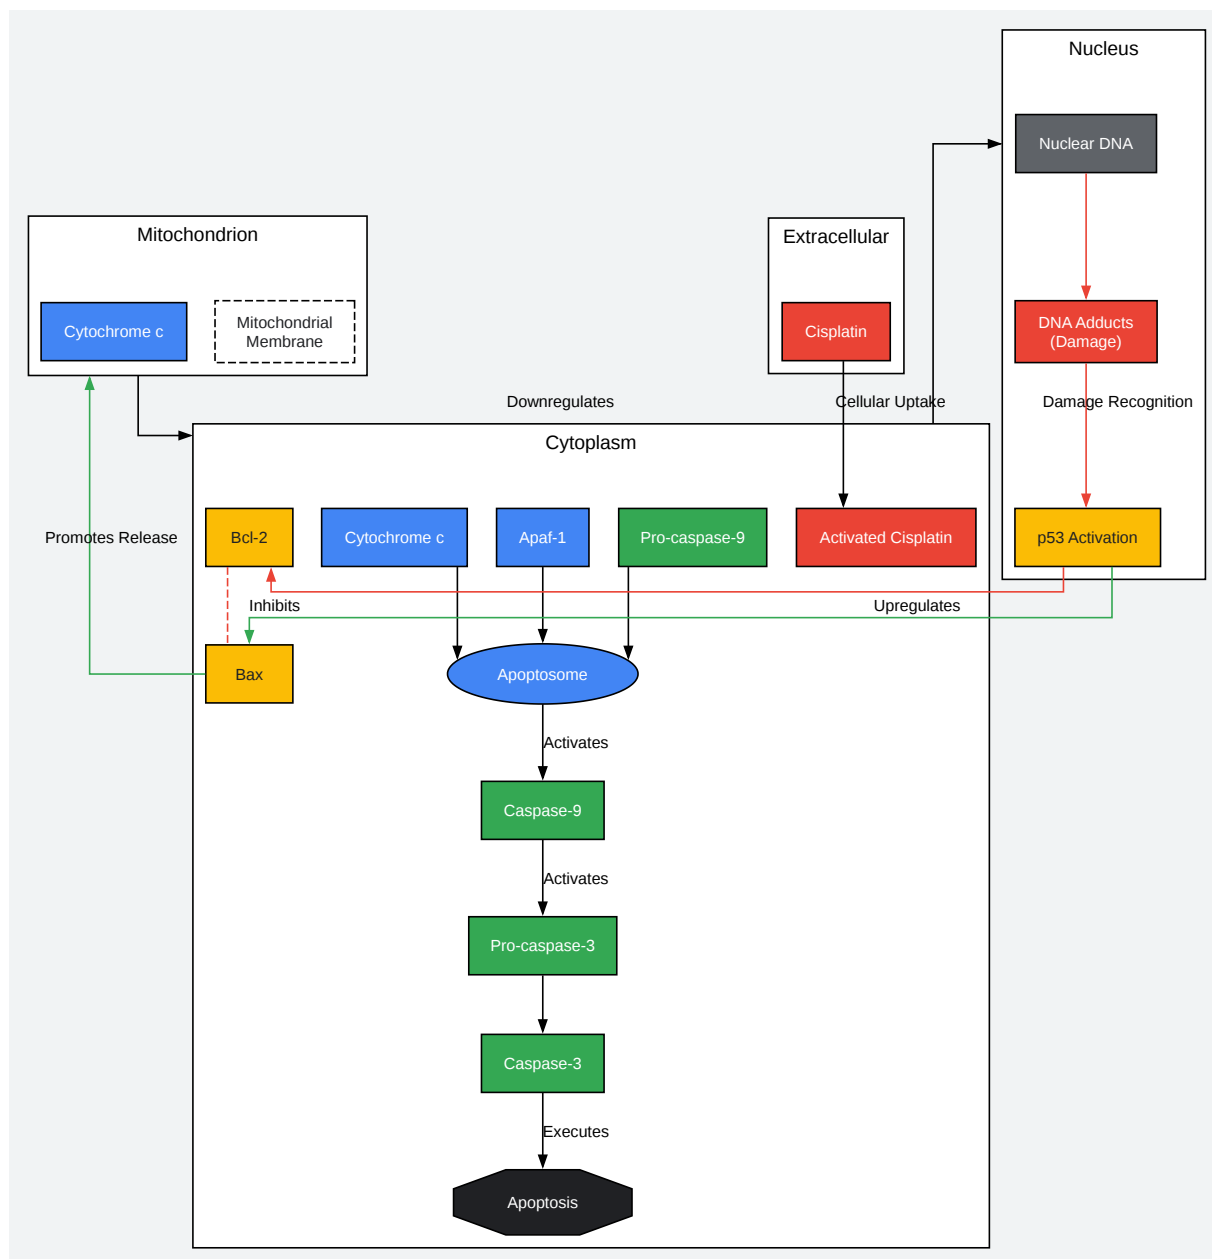 Nucleus
Nuclear DNA
Mitochondrion
Extracellular
Cytochrome c
Mitochondrial
Membrane
Cisplatin
DNA Adducts
(Damage)
Downregulates
Cellular Uptake
Damage Recognition
Cytoplasm
Promotes Release
Bcl-2
Cytochrome c
Apaf-1
Pro-caspase-9
Activated Cisplatin
p53 Activation
Inhibits
Upregulates
Bax
Apoptosome
Activates
Caspase-9
Activates
Pro-caspase-3
Caspase-3
Executes
Apoptosis